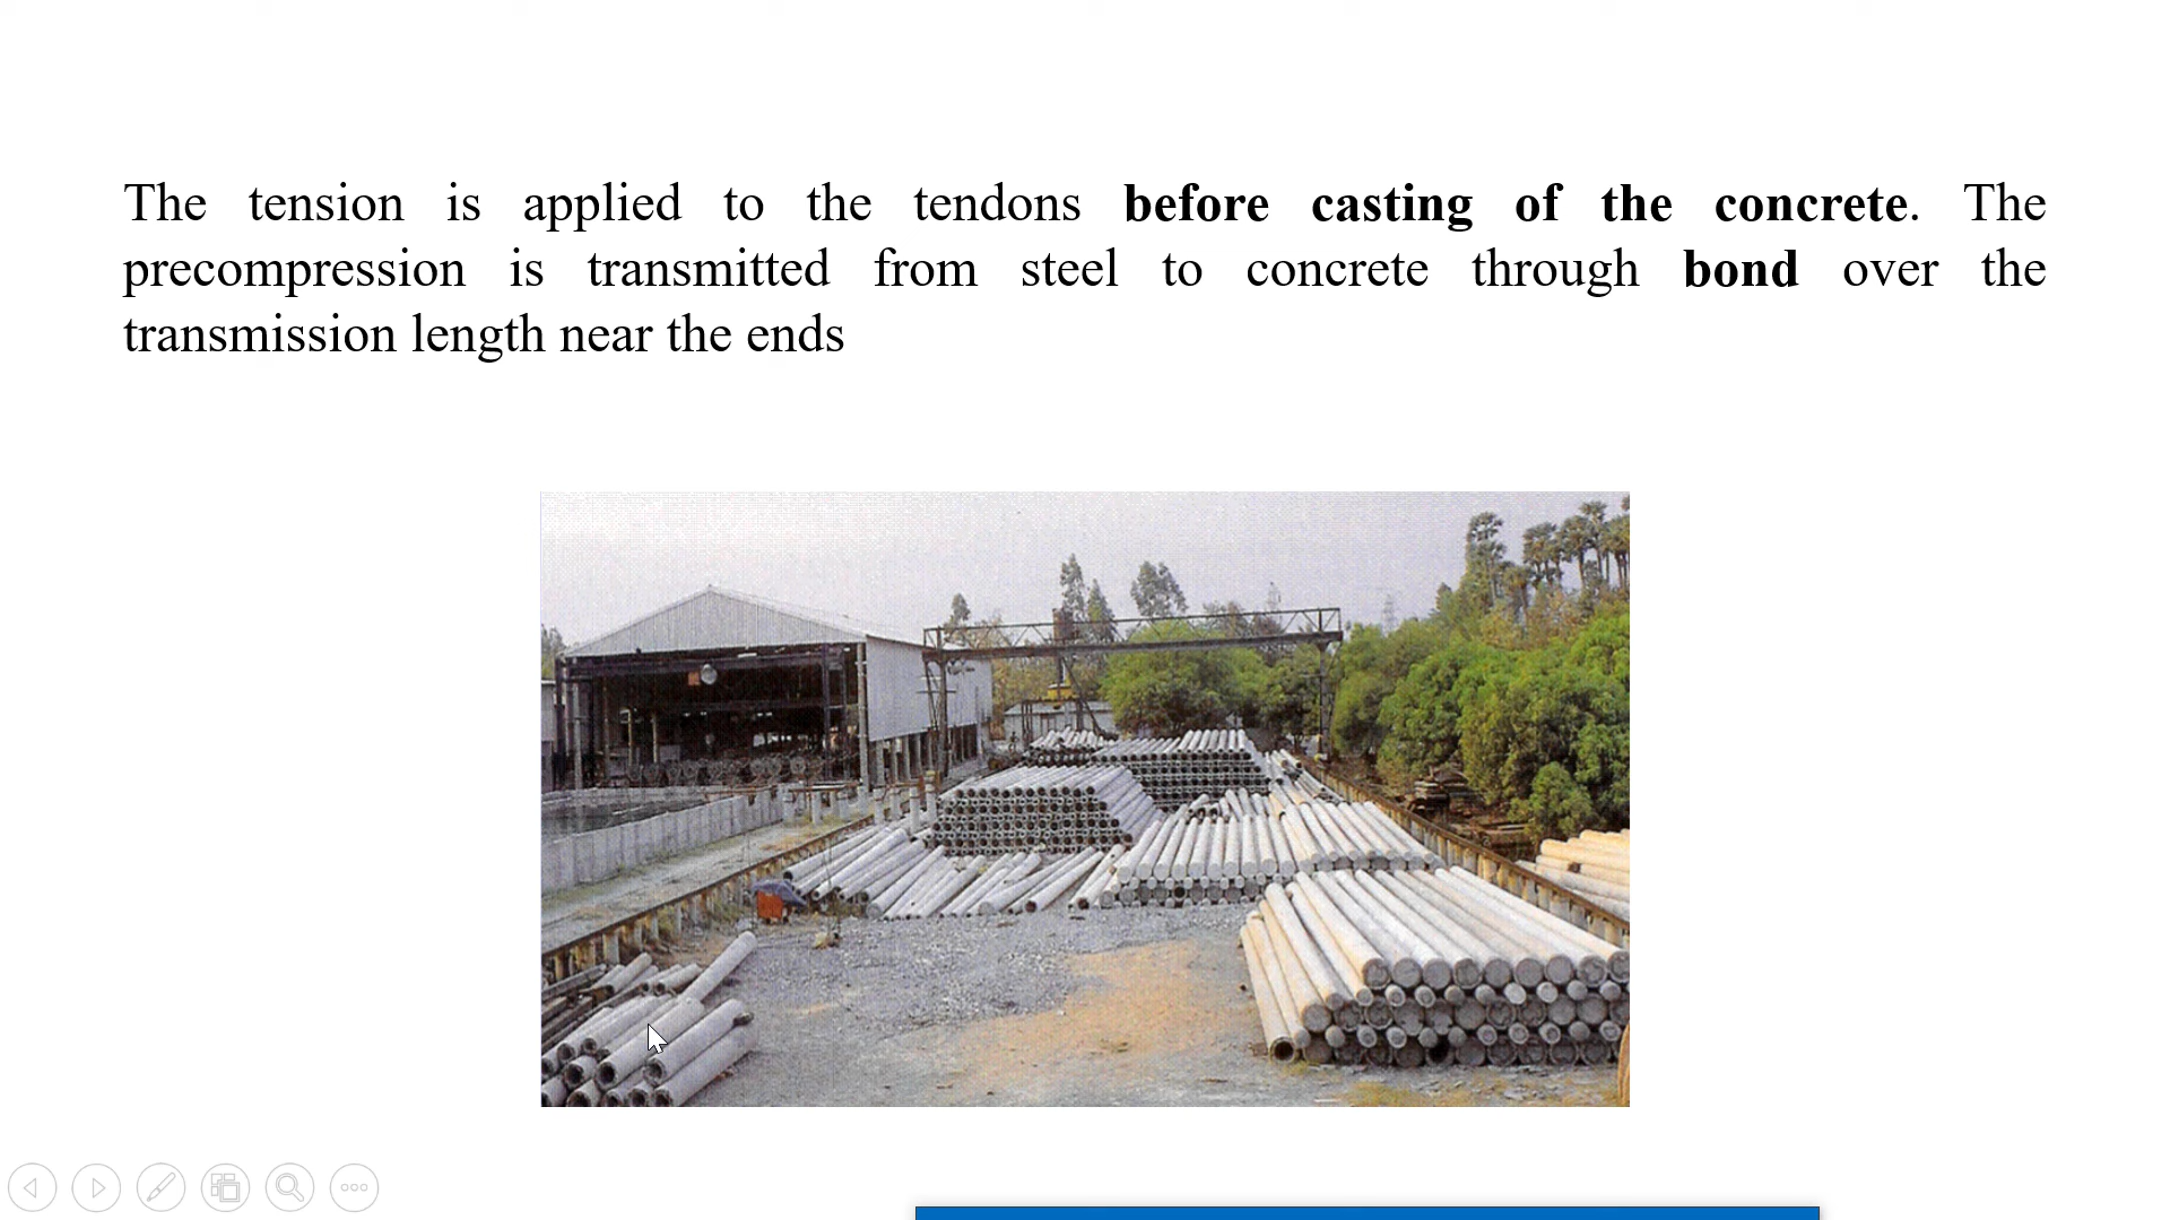 The tension is applied to the tendons before casting of the concrete. The
precompression is transmitted from steel to concrete through bond over the
transmission length near the ends